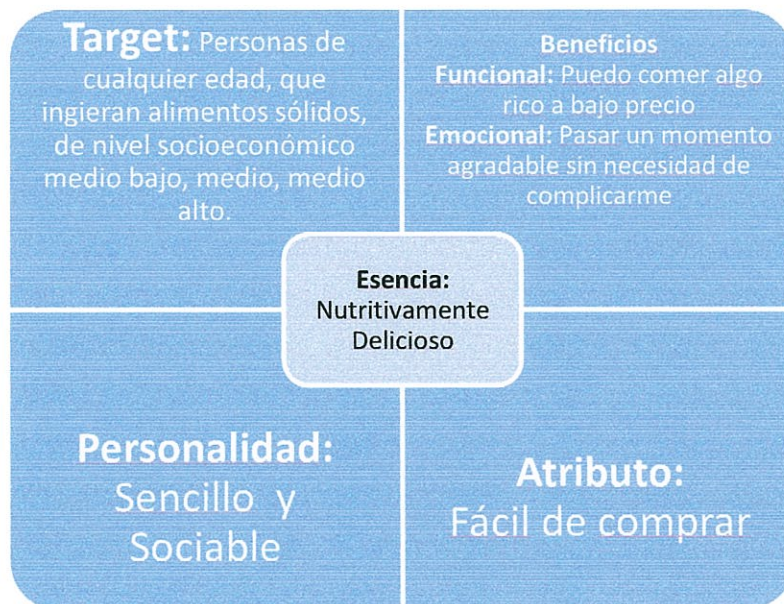 Target: Personas de
cualquier edad, que
ingieran alimentos sólidos,
de nivel socioeconómico
medio bajo, medio, medio
alto.
Beneficios
Funcional: Puedo comer algo
rico a bajo precio
Emocional: Pasar un momento
agradable sin necesidad de
complicarme
Esencia:
Nutritivamente
Delicioso
Personalidad:
Sencillo y
Sociable
Atributo:
Fácil de comprar